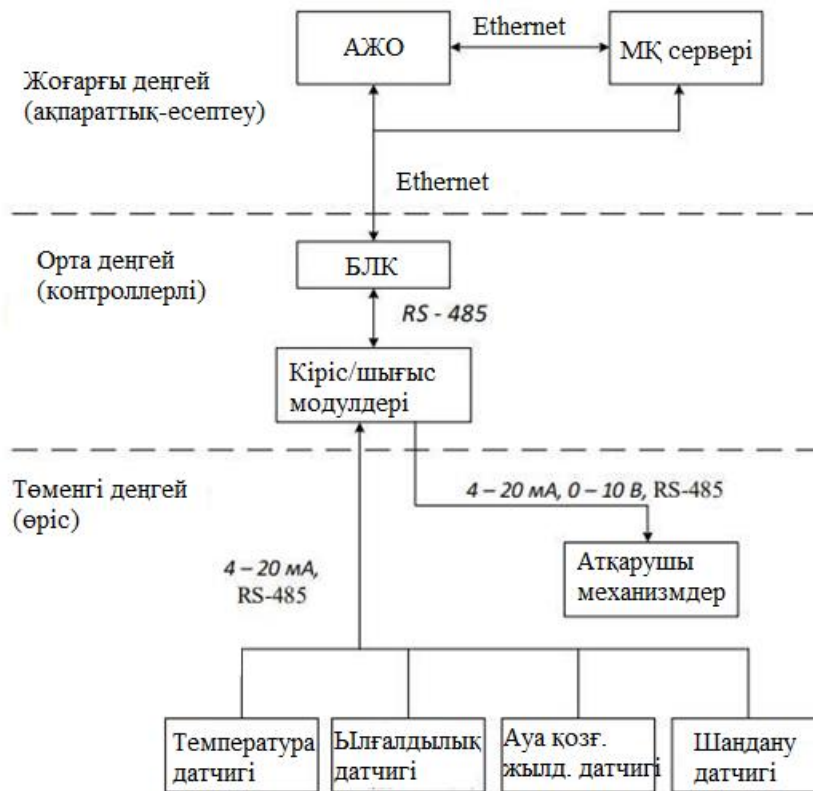 Ethernet
АЖО
МҚ сервері
Жоғарғы деңгей
(ақпараттық-есептеу)
Ethernet
Орта деңгей
(контроллерлі)
БЛК
RS - 485
Кіріс/шығыс
модулдері
Төменгі деңгей
(өріс)
4 – 20 мА, 0 – 10 В, RS-485
Атқарушы
механизмдер
4 – 20 мА,
RS-485
Температура
датчигі
Ылғалдылық
датчигі
Ауа қозғ.
жылд. датчигі
Шаңдану
датчигі